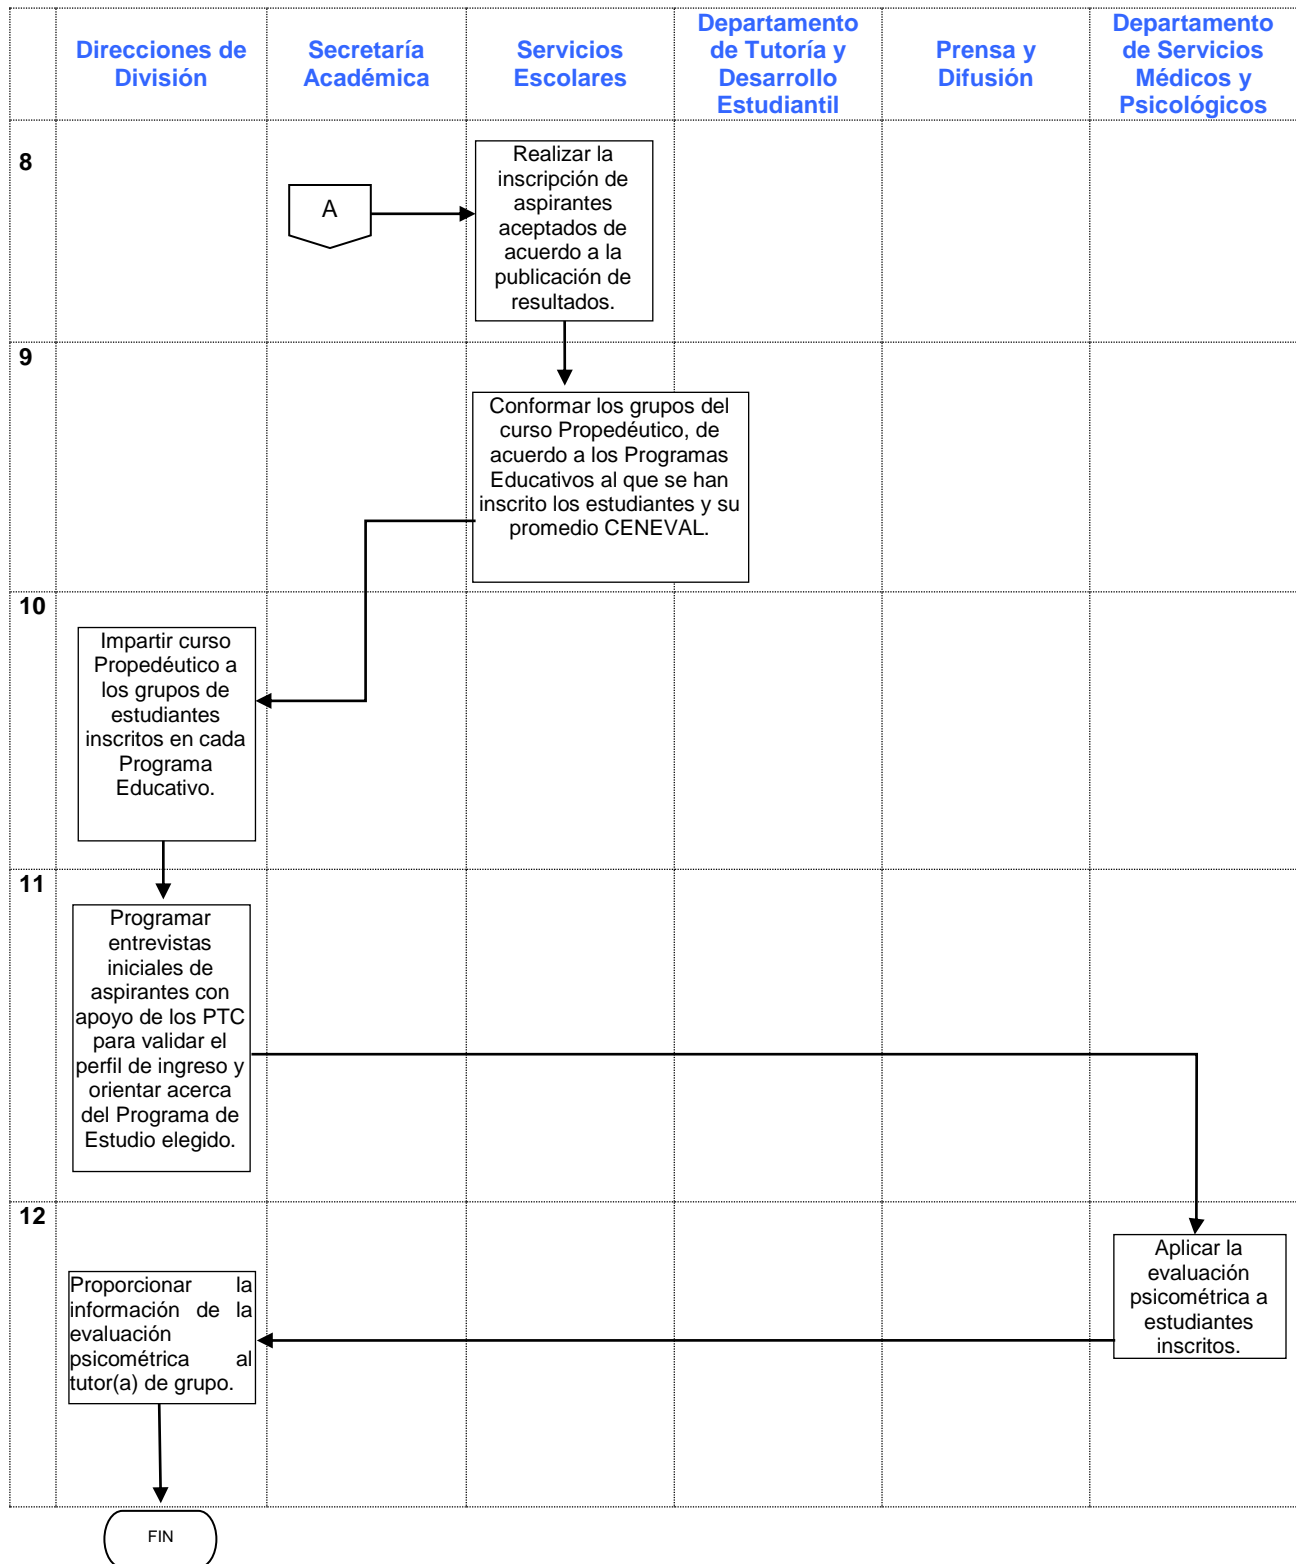 Direcciones de
División
Secretaría
Académica
Servicios
Escolares
Departamento
de Tutoría y
Desarrollo
Estudiantil
Prensa y
Difusión
Departamento
de Servicios
Médicos y
Psicológicos
8
A
Realizar la
inscripción de
aspirantes
aceptados de
acuerdo a la
publicación de
resultados.
9
Conformar los grupos del
curso Propedéutico, de
acuerdo a los Programas
Educativos al que se han
inscrito los estudiantes y su
promedio CENEVAL.
10
Impartir curso
Propedéutico a
los grupos de
estudiantes
inscritos en cada
Programa
Educativo.
11
Programar
entrevistas
iniciales de
aspirantes con
apoyo de los PTC
para validar el
perfil de ingreso y
orientar acerca
del Programa de
Estudio elegido.
12
Aplicar la
evaluación
psicométrica a
estudiantes
inscritos.
Proporcionar la
información de la
evaluación
psicométrica al
tutor(a) de grupo.
FIN